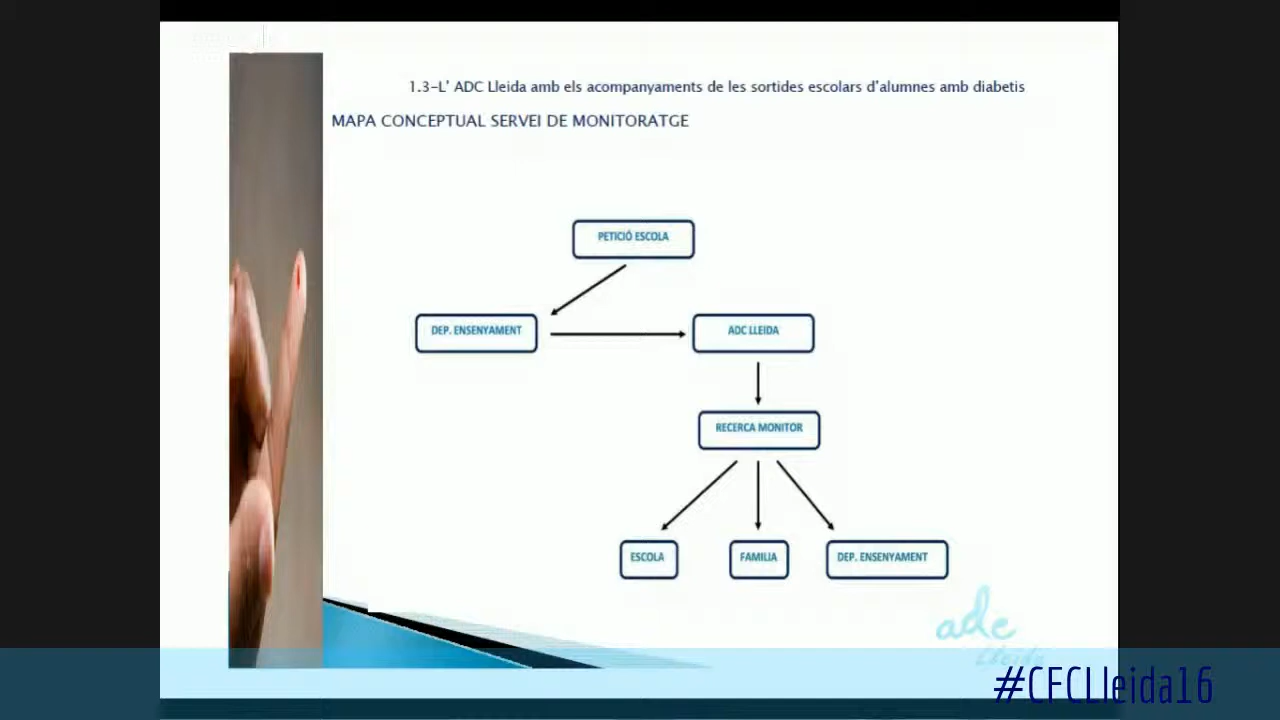 1.3-L' ADC Lleida amb els acompanyaments de les sortides escolars d'alumnes amb diabetis
MAPA CONCEPTUAL SERVEI DE MONITORATGE
PETICIÓ ESCOLA
DEP. ENSENYAMENT
ADC LLEIDA
RECERCA MONITOR
ESCOLA
FAMILIA
DEP. ENSENYAMENT
adc
Lleida
#CFCLleida16